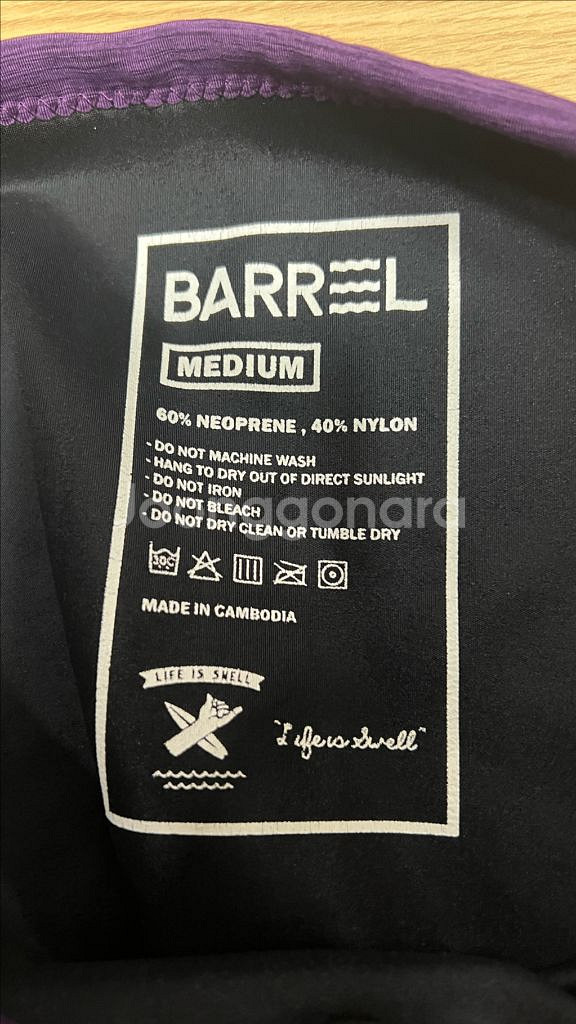 BARREL
MEDIUM
60% NEOPRENE , 40% NYLON
- DO NOT MACHINE WASH
- HANG TO DRY OUT OF DIRECT SUNLIGHT
- DO NOT IRON
- DO NOT BLEACH
- DO NOT DRY CLEAN OR TUMBLE DRY
Joonggonara
30C
MADE IN CAMBODIA
LIFE IS SWELL
"Life is Swell"